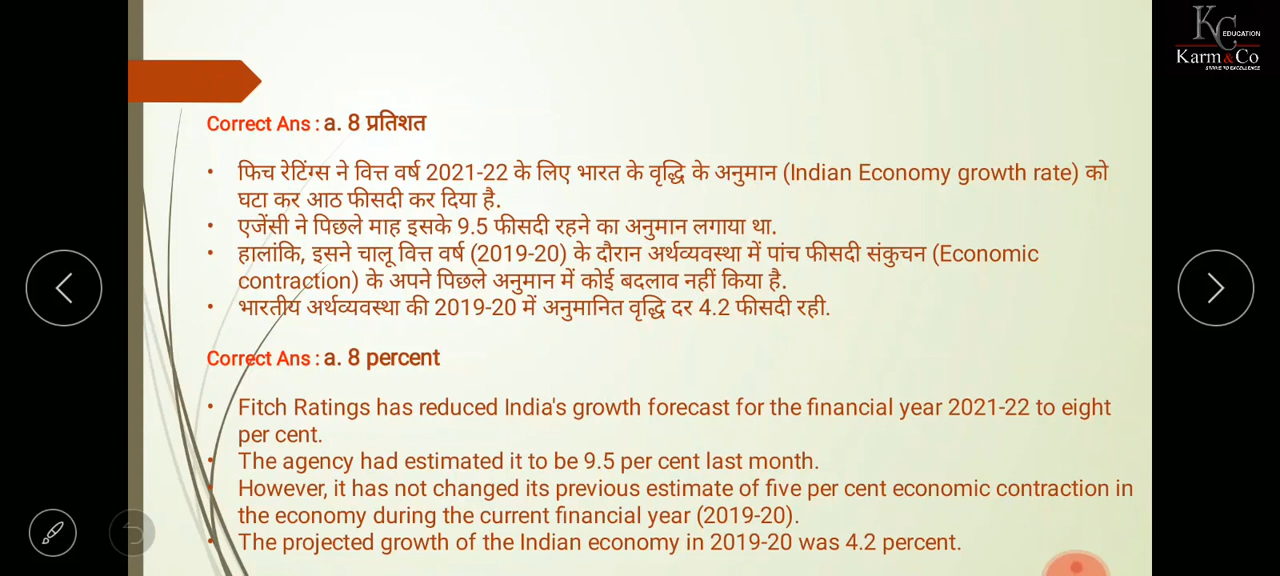 KC EDUCATION
Karm&Co
STRIVE TO EXCELLENCE
Correct Ans : a. 8 प्रतिशत
• फिच रेटिंग्स ने वित्त वर्ष 2021-22 के लिए भारत के वृद्धि के अनुमान (Indian Economy growth rate) को
घटा कर आठ फीसदी कर दिया है.
• एजेंसी ने पिछले माह इसके 9.5 फीसदी रहने का अनुमान लगाया था.
• हालांकि, इसने चालू वित्त वर्ष (2019-20) के दौरान अर्थव्यवस्था में पांच फीसदी संकुचन (Economic
contraction) के अपने पिछले अनुमान में कोई बदलाव नहीं किया है.
• भारतीय अर्थव्यवस्था की 2019-20 में अनुमानित वृद्धि दर 4.2 फीसदी रही.
Correct Ans : a. 8 percent
• Fitch Ratings has reduced India's growth forecast for the financial year 2021-22 to eight
per cent.
• The agency had estimated it to be 9.5 per cent last month.
• However, it has not changed its previous estimate of five per cent economic contraction in
the economy during the current financial year (2019-20).
• The projected growth of the Indian economy in 2019-20 was 4.2 percent.